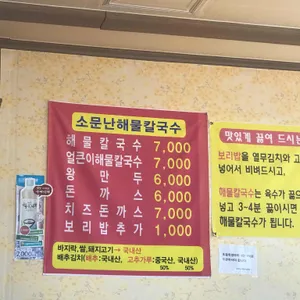 소문난해물칼국수
해물칼국수 7,000
얼큰이해물칼국수 7,000
왕만두 6,000
돈까스 6,000
치즈돈까스 7,000
보리밥추가 1,000
바지락,쌀,돼지고기→ 국내산
배추김치(배추:국내산, 고추가루:중국산, 국내산)
50% 50%
맛있게 끓여 드시는
보리밥을 열무김치와 고
넣어서 비벼드시고.
해물칼국수는 육수가 끓으
넣고 3~4분 끓이시면
해물칼국수가 됩니다.